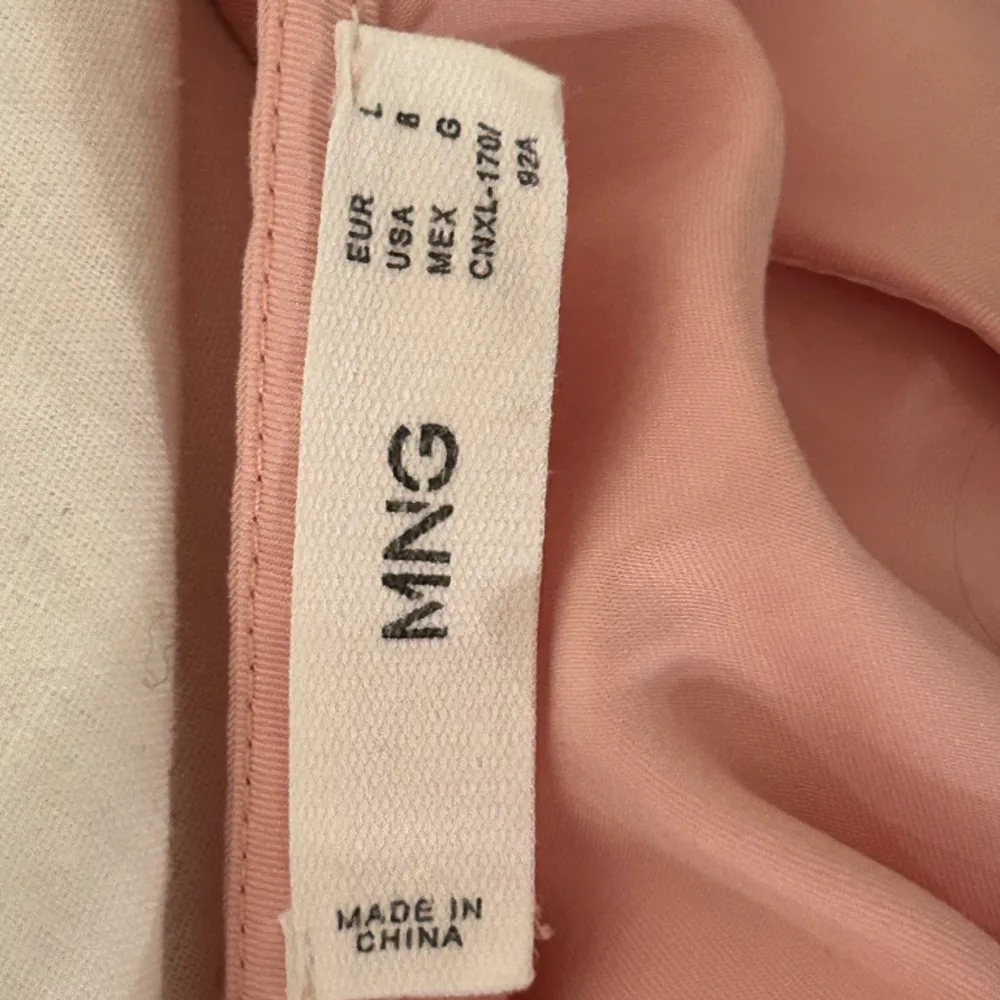 EUR L
USA 8
MEX G
CNXL-170/
92A
MNG
MADE IN
CHINA